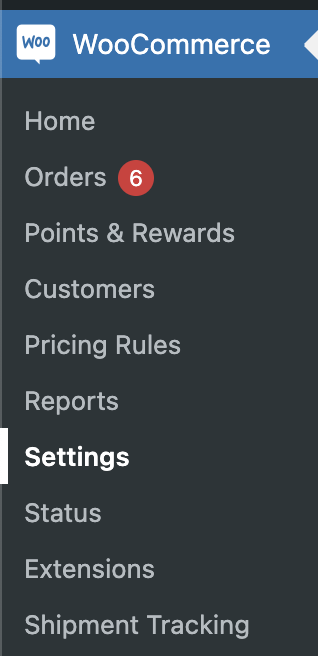 Woo WooCommerce
Home
Orders 6
Points & Rewards
Customers
Pricing Rules
Reports
Settings
Status
Extensions
Shipment Tracking